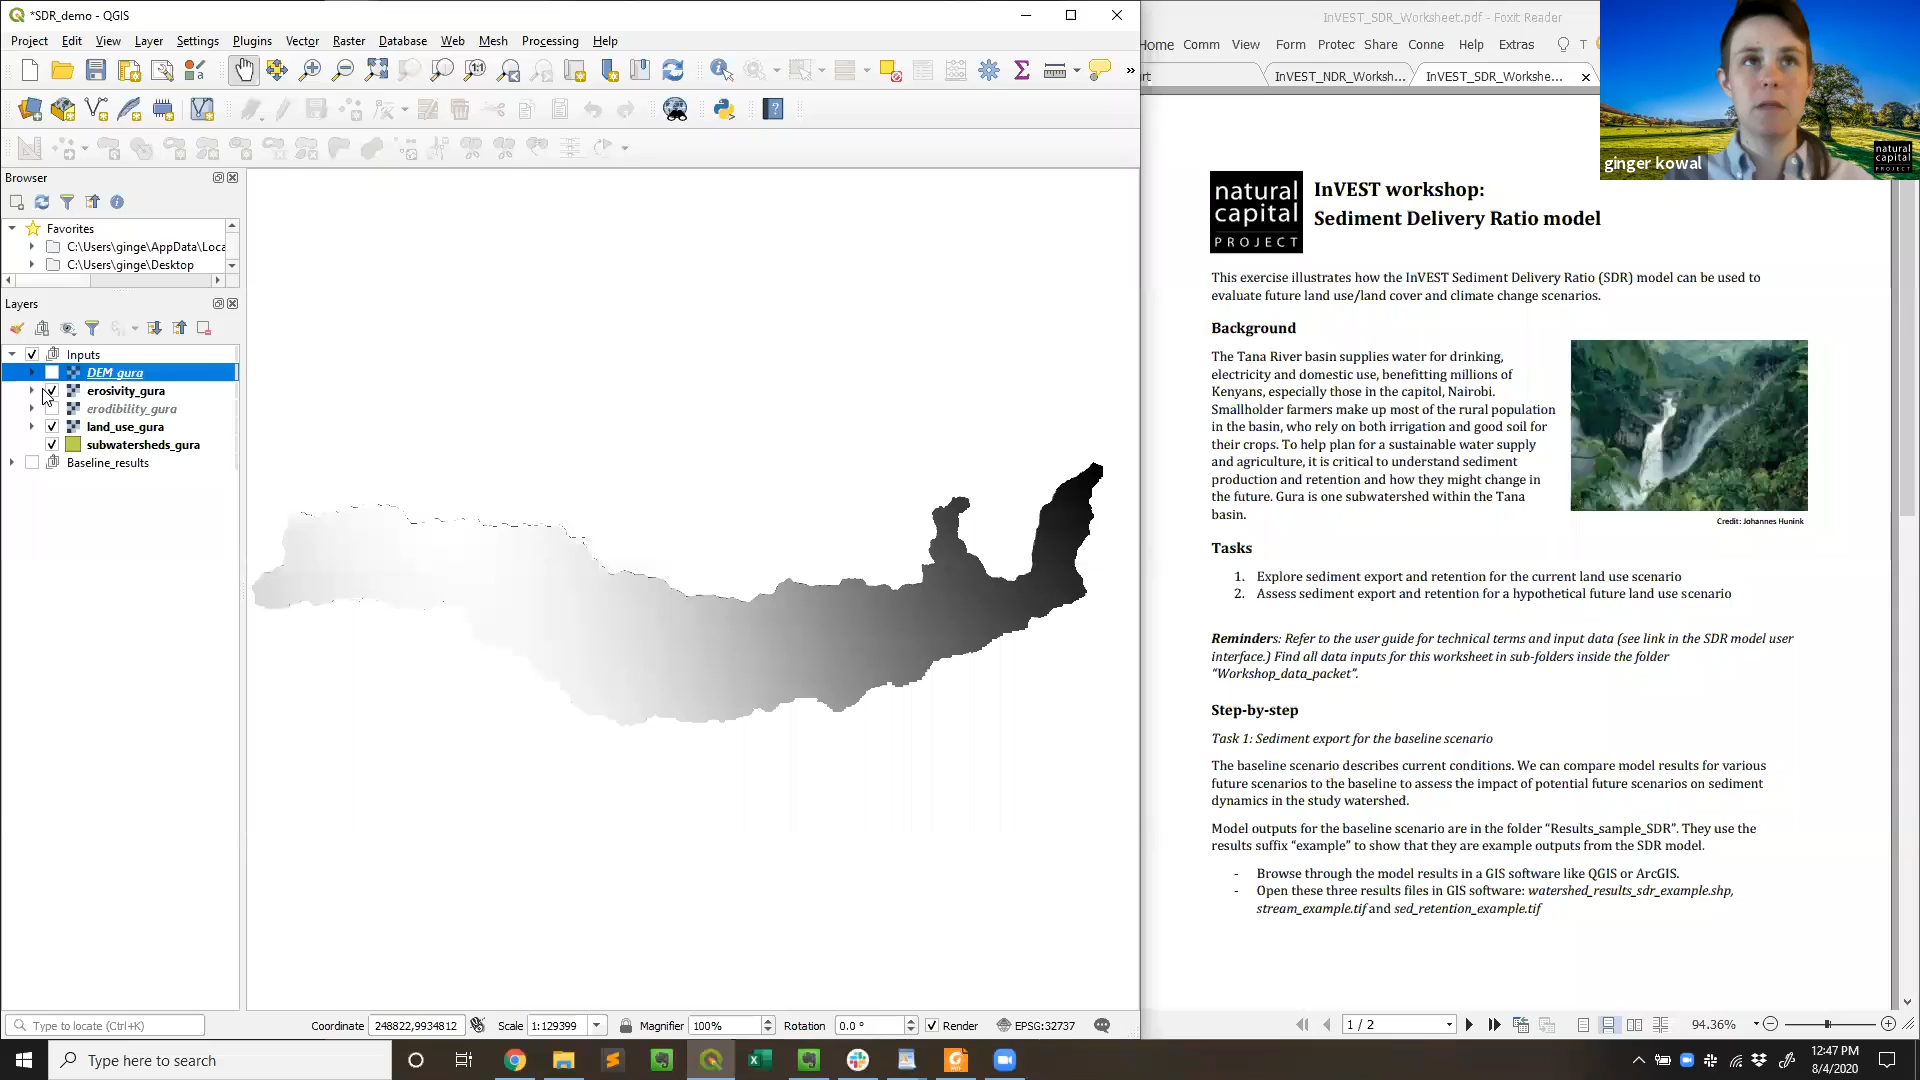 *SDR_demo - QGIS
Project Edit View Layer Settings Plugins Vector Raster Database Web Mesh Processing Help
Browser
Favorites
C:\Users\ginge\AppData\Loca
C:\Users\ginge\Desktop
Layers
Inputs
DEM_gura
erosivity_gura
erodibility_gura
land_use_gura
subwatersheds_gura
Baseline_results
Type to locate (Ctrl+K)
Coordinate 248822,9934812 Scale 1:129399 Magnifier 100% Rotation 0.0 ° Render EPSG:32737
InVEST_SDR_Worksheet.pdf - Foxit Reader
Home Comm View Form Protec Share Conne Help Extras
InVEST_NDR_Worksh... InVEST_SDR_Workshe...
ginger kowal
natural
capital
PROJECT
natural
capital
PROJECT
InVEST workshop:
Sediment Delivery Ratio model
This exercise illustrates how the InVEST Sediment Delivery Ratio (SDR) model can be used to
evaluate future land use/land cover and climate change scenarios.
Background
The Tana River basin supplies water for drinking,
electricity and domestic use, benefitting millions of
Kenyans, especially those in the capitol, Nairobi.
Smallholder farmers make up most of the rural population
in the basin, who rely on both irrigation and good soil for
their crops. To help plan for a sustainable water supply
and agriculture, it is critical to understand sediment
production and retention and how they might change in
the future. Gura is one subwatershed within the Tana
basin.
Credit: Johannes Hunink
Tasks
1. Explore sediment export and retention for the current land use scenario
2. Assess sediment export and retention for a hypothetical future land use scenario
Reminders: Refer to the user guide for technical terms and input data (see link in the SDR model user
interface.) Find all data inputs for this worksheet in sub-folders inside the folder
“Workshop_data_packet”.
Step-by-step
Task 1: Sediment export for the baseline scenario
The baseline scenario describes current conditions. We can compare model results for various
future scenarios to the baseline to assess the impact of potential future scenarios on sediment
dynamics in the study watershed.
Model outputs for the baseline scenario are in the folder “Results_sample_SDR”. They use the
results suffix “example” to show that they are example outputs from the SDR model.
- Browse through the model results in a GIS software like QGIS or ArcGIS.
- Open these three results files in GIS software: watershed_results_sdr_example.shp,
stream_example.tif and sed_retention_example.tif
1 / 2
94.36%
Type here to search
12:47 PM
8/4/2020